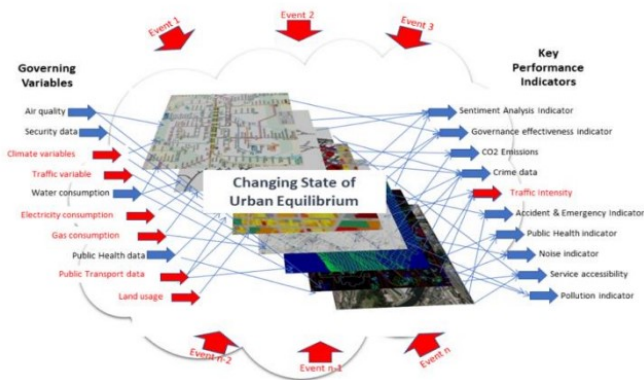 Event 1
Event 2
Event 3
Governing
Variables
Key
Performance
Indicators
Air quality
Security data
Climate variables
Traffic variable
Water consumption
Electricity consumption
Gas consumption
Public Health data
Public Transport data
Land usage
Changing State of
Urban Equilibrium
Sentiment Analysis Indicator
Governance effectiveness indicator
CO2 Emissions
Crime data
Traffic Intensity
Accident & Emergency Indicator
Public Health indicator
Noise indicator
Service accessibility
Pollution indicator
Event n-2
Event n-1
Event n